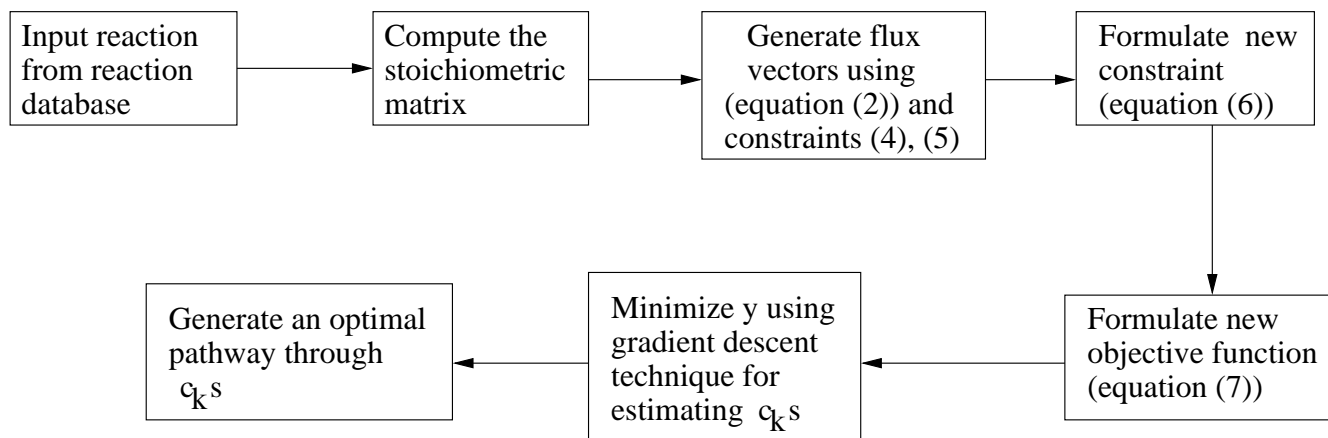 Input reaction
from reaction
database
Compute the
stoichiometric
matrix
Generate flux
vectors using
(equation (2)) and
constraints (4), (5)
Formulate new
constraint
(equation (6))
Formulate new
objective function
(equation (7))
Minimize y using
gradient descent
technique for
estimating c_k s
Generate an optimal
pathway through
c_k s